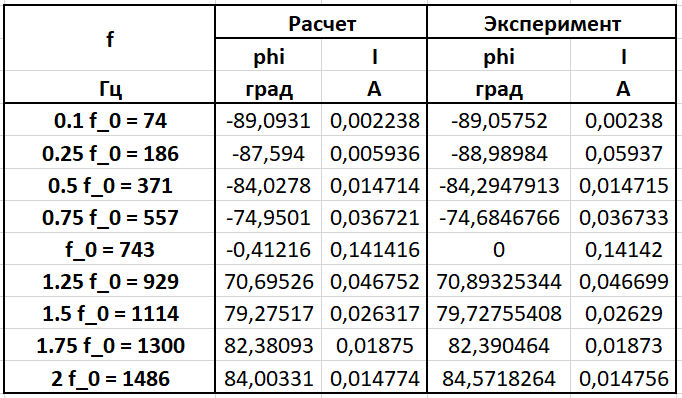 f Расчет Эксперимент
phi I phi I
Гц град А град А
0.1 f_0 = 74 -89,0931 0,002238 -89,05752 0,00238
0.25 f_0 = 186 -87,594 0,005936 -88,98984 0,05937
0.5 f_0 = 371 -84,0278 0,014714 -84,2947913 0,014715
0.75 f_0 = 557 -74,9501 0,036721 -74,6846766 0,036733
f_0 = 743 -0,41216 0,141416 0 0,14142
1.25 f_0 = 929 70,69526 0,046752 70,89325344 0,046699
1.5 f_0 = 1114 79,27517 0,026317 79,72755408 0,02629
1.75 f_0 = 1300 82,38093 0,01875 82,390464 0,01873
2 f_0 = 1486 84,00331 0,014774 84,5718264 0,014756